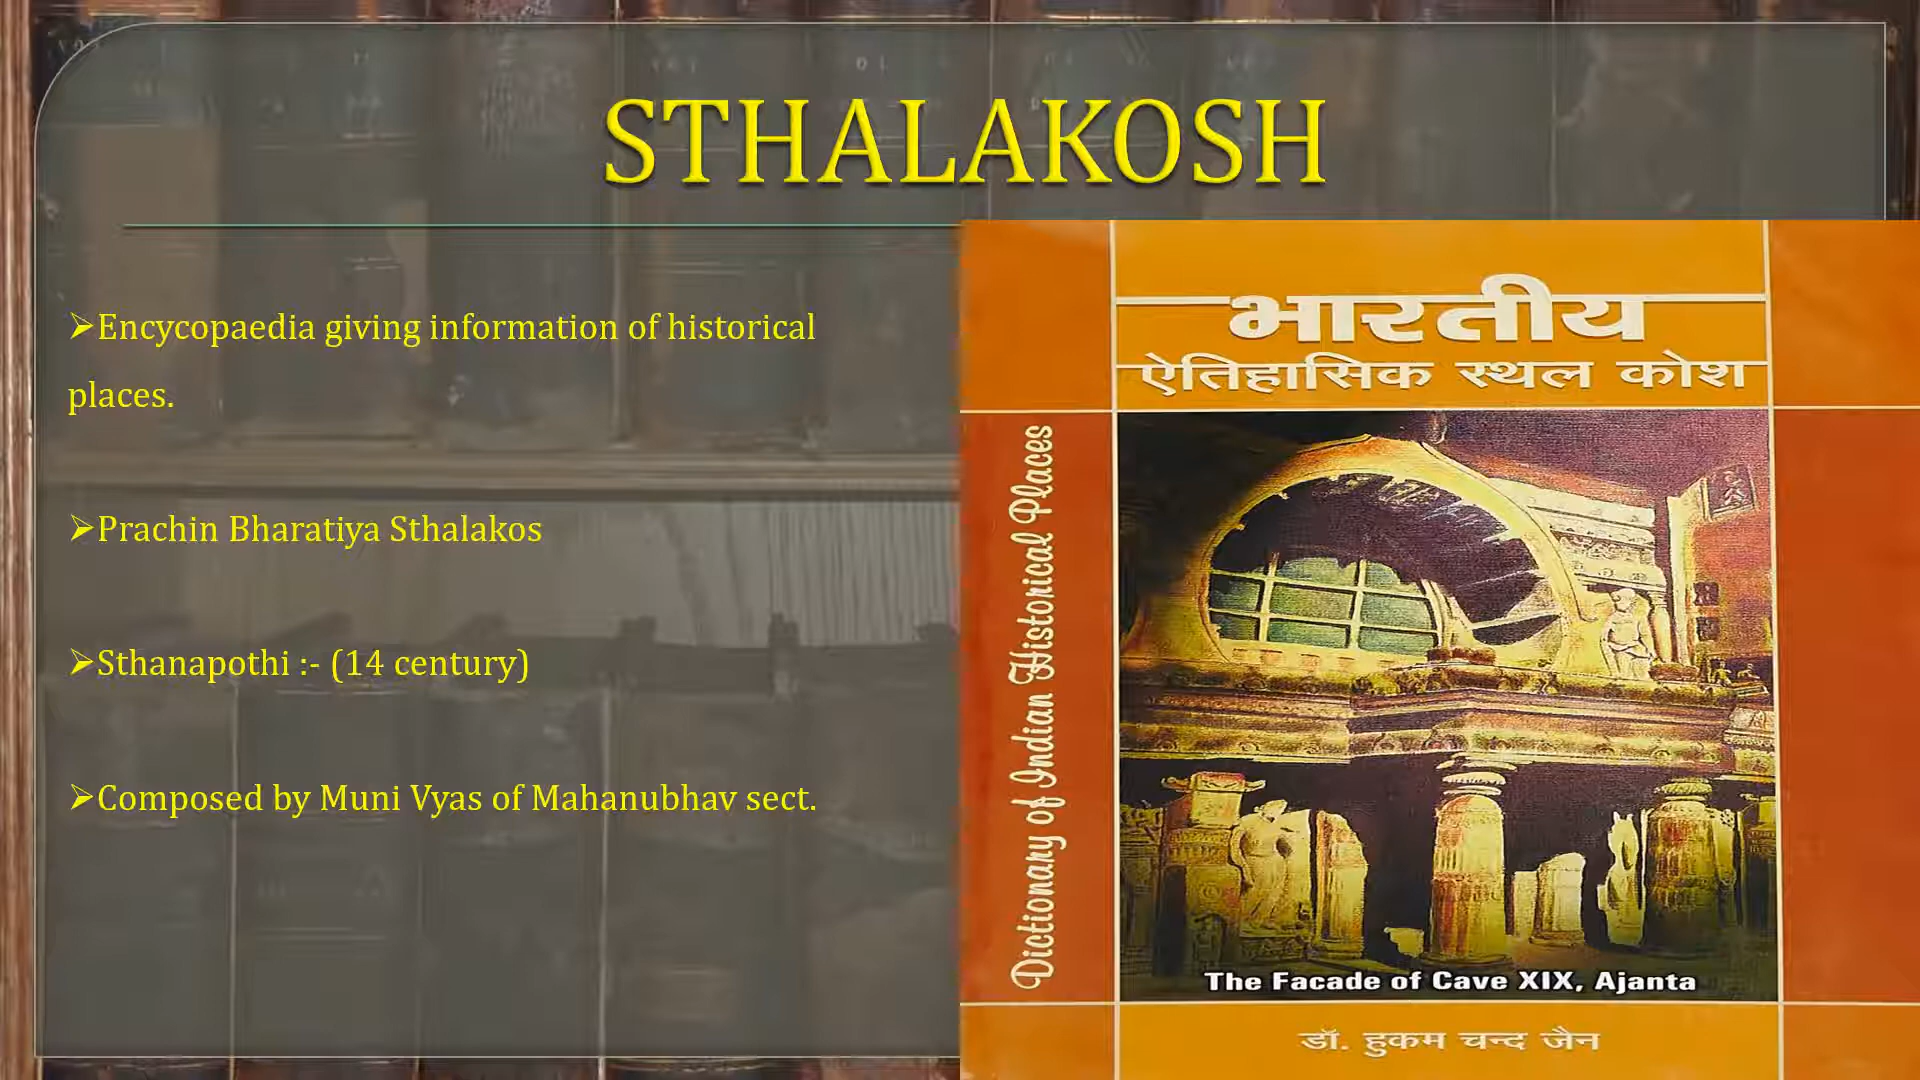 STHALAKOSH
➢Encycopaedia giving information of historical
places.
➢Prachin Bharatiya Sthalakos
➢Sthanapothi :- (14 century)
➢Composed by Muni Vyas of Mahanubhav sect.
भारतीय
ऐतिहासिक स्थल कोश
Dictionary of Indian Historical Places
The Facade of Cave XIX, Ajanta
डॉ. हुकम चन्द जैन